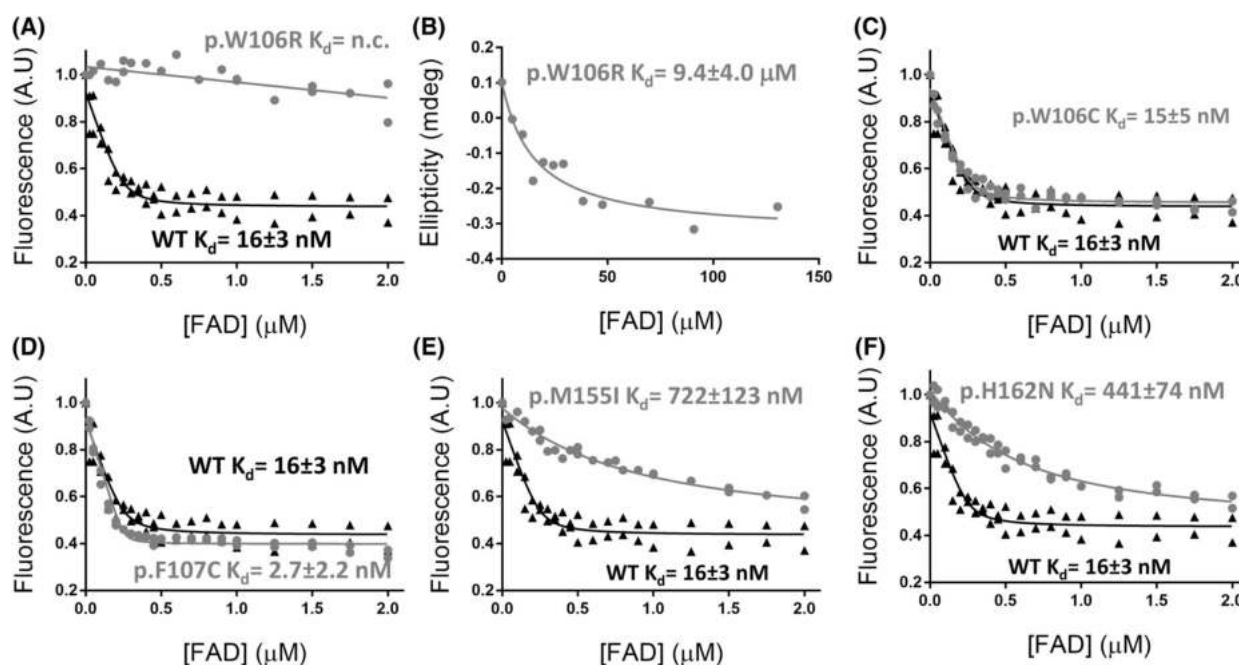 (A)
p.W106R Kd= n.c.
Fluorescence (A.U)
1.0
0.8
0.6
0.4
0.2
WT Kd= 16±3 nM
0.0 0.5 1.0 1.5 2.0
[FAD] (μM)
(B)
p.W106R Kd= 9.4±4.0 μM
Ellipticity (mdeg)
0.2
0.1
0.0
-0.1
-0.2
-0.3
-0.4
0 50 100 150
[FAD] (μM)
(C)
p.W106C Kd= 15±5 nM
Fluorescence (A.U)
1.0
0.8
0.6
0.4
0.2
WT Kd= 16±3 nM
0.0 0.5 1.0 1.5 2.0
[FAD] (μM)
(D)
Fluorescence (A.U)
1.0
0.8
0.6
0.4
0.2
WT Kd= 16±3 nM
p.F107C Kd= 2.7±2.2 nM
0.0 0.5 1.0 1.5 2.0
[FAD] (μM)
(E)
p.M155I Kd= 722±123 nM
Fluorescence (A.U)
1.0
0.8
0.6
0.4
0.2
WT Kd= 16±3 nM
0.0 0.5 1.0 1.5 2.0
[FAD] (μM)
(F)
p.H162N Kd= 441±74 nM
Fluorescence (A.U)
1.0
0.8
0.6
0.4
0.2
WT Kd= 16±3 nM
0.0 0.5 1.0 1.5 2.0
[FAD] (μM)